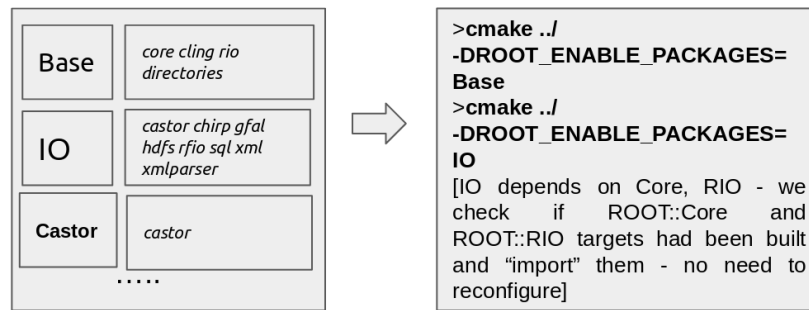 Base
core cling rio
directories
IO
castor chirp gfal
hdfs rfio sql xml
xmlparser
Castor
castor
.....
>cmake ../
-DROOT_ENABLE_PACKAGES=
Base
>cmake ../
-DROOT_ENABLE_PACKAGES=
IO
[IO depends on Core, RIO - we
check if ROOT::Core and
ROOT::RIO targets had been built
and “import” them - no need to
reconfigure]